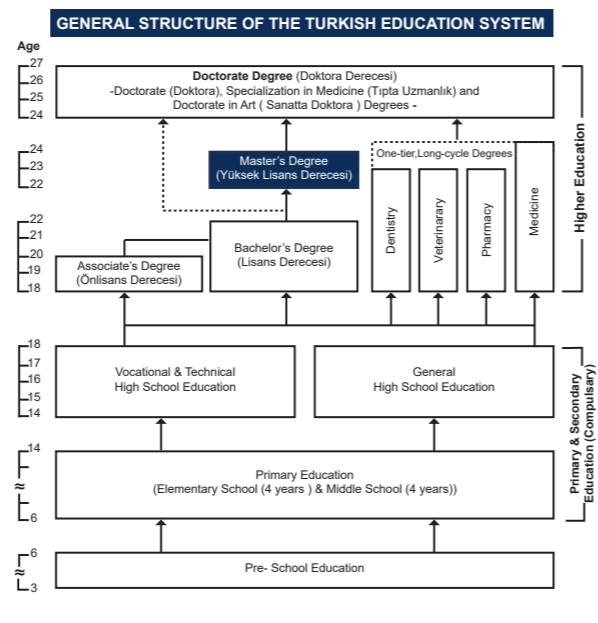 GENERAL STRUCTURE OF THE TURKISH EDUCATION SYSTEM
Age
27
26
25
24
Doctorate Degree (Doktora Derecesi)
-Doctorate (Doktora), Specialization in Medicine (Tıpta Uzmanlık) and
Doctorate in Art ( Sanatta Doktora ) Degrees -
24
23
22
Master's Degree
(Yüksek Lisans Derecesi)
One-tier,Long-cycle Degrees
22
21
20
19
18
Associate's Degree
(Önlisans Derecesi)
Bachelor's Degree
(Lisans Derecesi)
Dentistry
Veterinarary
Pharmacy
Medicine
Higher Education
18
17
16
15
14
Vocational & Technical
High School Education
General
High School Education
14
≈
6
Primary Education
(Elementary School (4 years ) & Middle School (4 years))
Primary & Secondary
Education (Compulsary)
6
≈
3
Pre- School Education